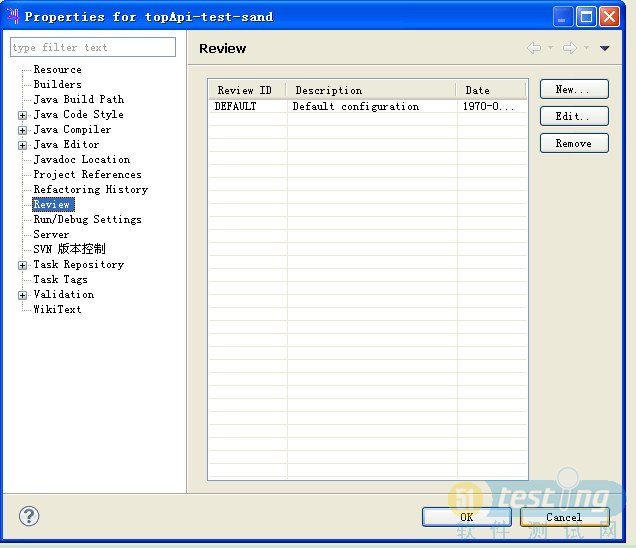 Properties for topApi-test-sand
type filter text
Resource
Builders
Java Build Path
Java Code Style
Java Compiler
Java Editor
Javadoc Location
Project References
Refactoring History
Review
Run/Debug Settings
Server
SVN 版本控制
Task Repository
Task Tags
Validation
WikiText
Review
Review ID Description Date
DEFAULT Default configuration 1970-0...
New...
Edit..
Remove
OK
Cancel
51 testing
软件测试网